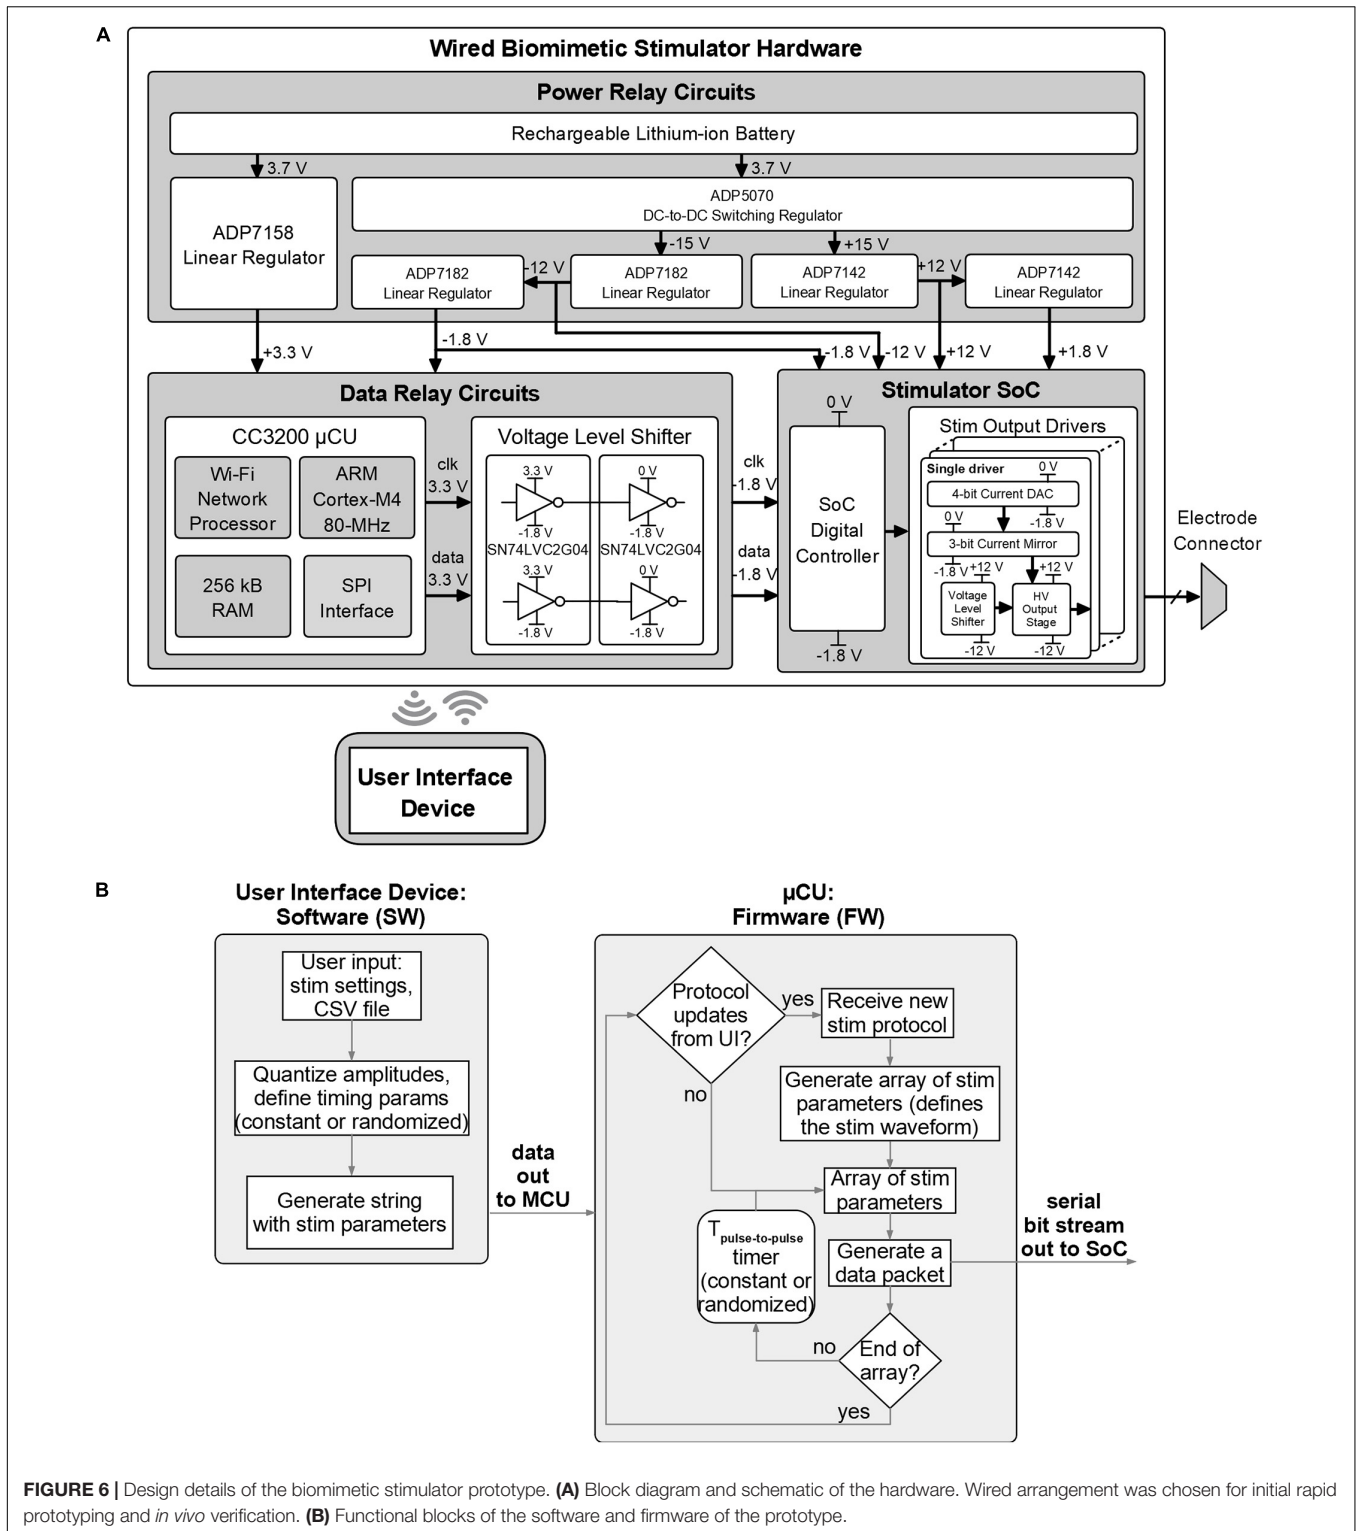 A
Wired Biomimetic Stimulator Hardware
Power Relay Circuits
Rechargeable Lithium-ion Battery
3.7 V
3.7 V
ADP7158
Linear Regulator
ADP5070
DC-to-DC Switching Regulator
-15 V
+15 V
ADP7182
Linear Regulator
-12 V
ADP7182
Linear Regulator
ADP7142
Linear Regulator
+12 V
ADP7142
Linear Regulator
+3.3 V
-1.8 V
-1.8 V
-12 V
+12 V
+1.8 V
Data Relay Circuits
CC3200 µCU
Wi-Fi
Network
Processor
ARM
Cortex-M4
80-MHz
256 kB
RAM
SPI
Interface
clk
3.3 V
data
3.3 V
Voltage Level Shifter
3.3 V
0 V
-1.8 V
-1.8 V
SN74LVC2G04
SN74LVC2G04
3.3 V
0 V
-1.8 V
-1.8 V
clk
-1.8 V
data
-1.8 V
Stimulator SoC
0 V
SoC
Digital
Controller
-1.8 V
Stim Output Drivers
Single driver
0 V
4-bit Current DAC
0 V
-1.8 V
3-bit Current Mirror
-1.8 V
+12 V
+12 V
Voltage
Level
Shifter
HV
Output
Stage
-12 V
-12 V
Electrode
Connector
User Interface
Device
B
User Interface Device:
Software (SW)
User input:
stim settings,
CSV file
Quantize amplitudes,
define timing params
(constant or randomized)
Generate string
with stim parameters
data
out
to MCU
µCU:
Firmware (FW)
Protocol
updates
from UI?
yes
Receive new
stim protocol
no
Generate array of stim
parameters (defines
the stim waveform)
Array of stim
parameters
Tpulse-to-pulse
timer
(constant or
randomized)
Generate a
data packet
serial
bit stream
out to SoC
no
End of
array?
yes
FIGURE 6 | Design details of the biomimetic stimulator prototype. (A) Block diagram and schematic of the hardware. Wired arrangement was chosen for initial rapid
prototyping and in vivo verification. (B) Functional blocks of the software and firmware of the prototype.